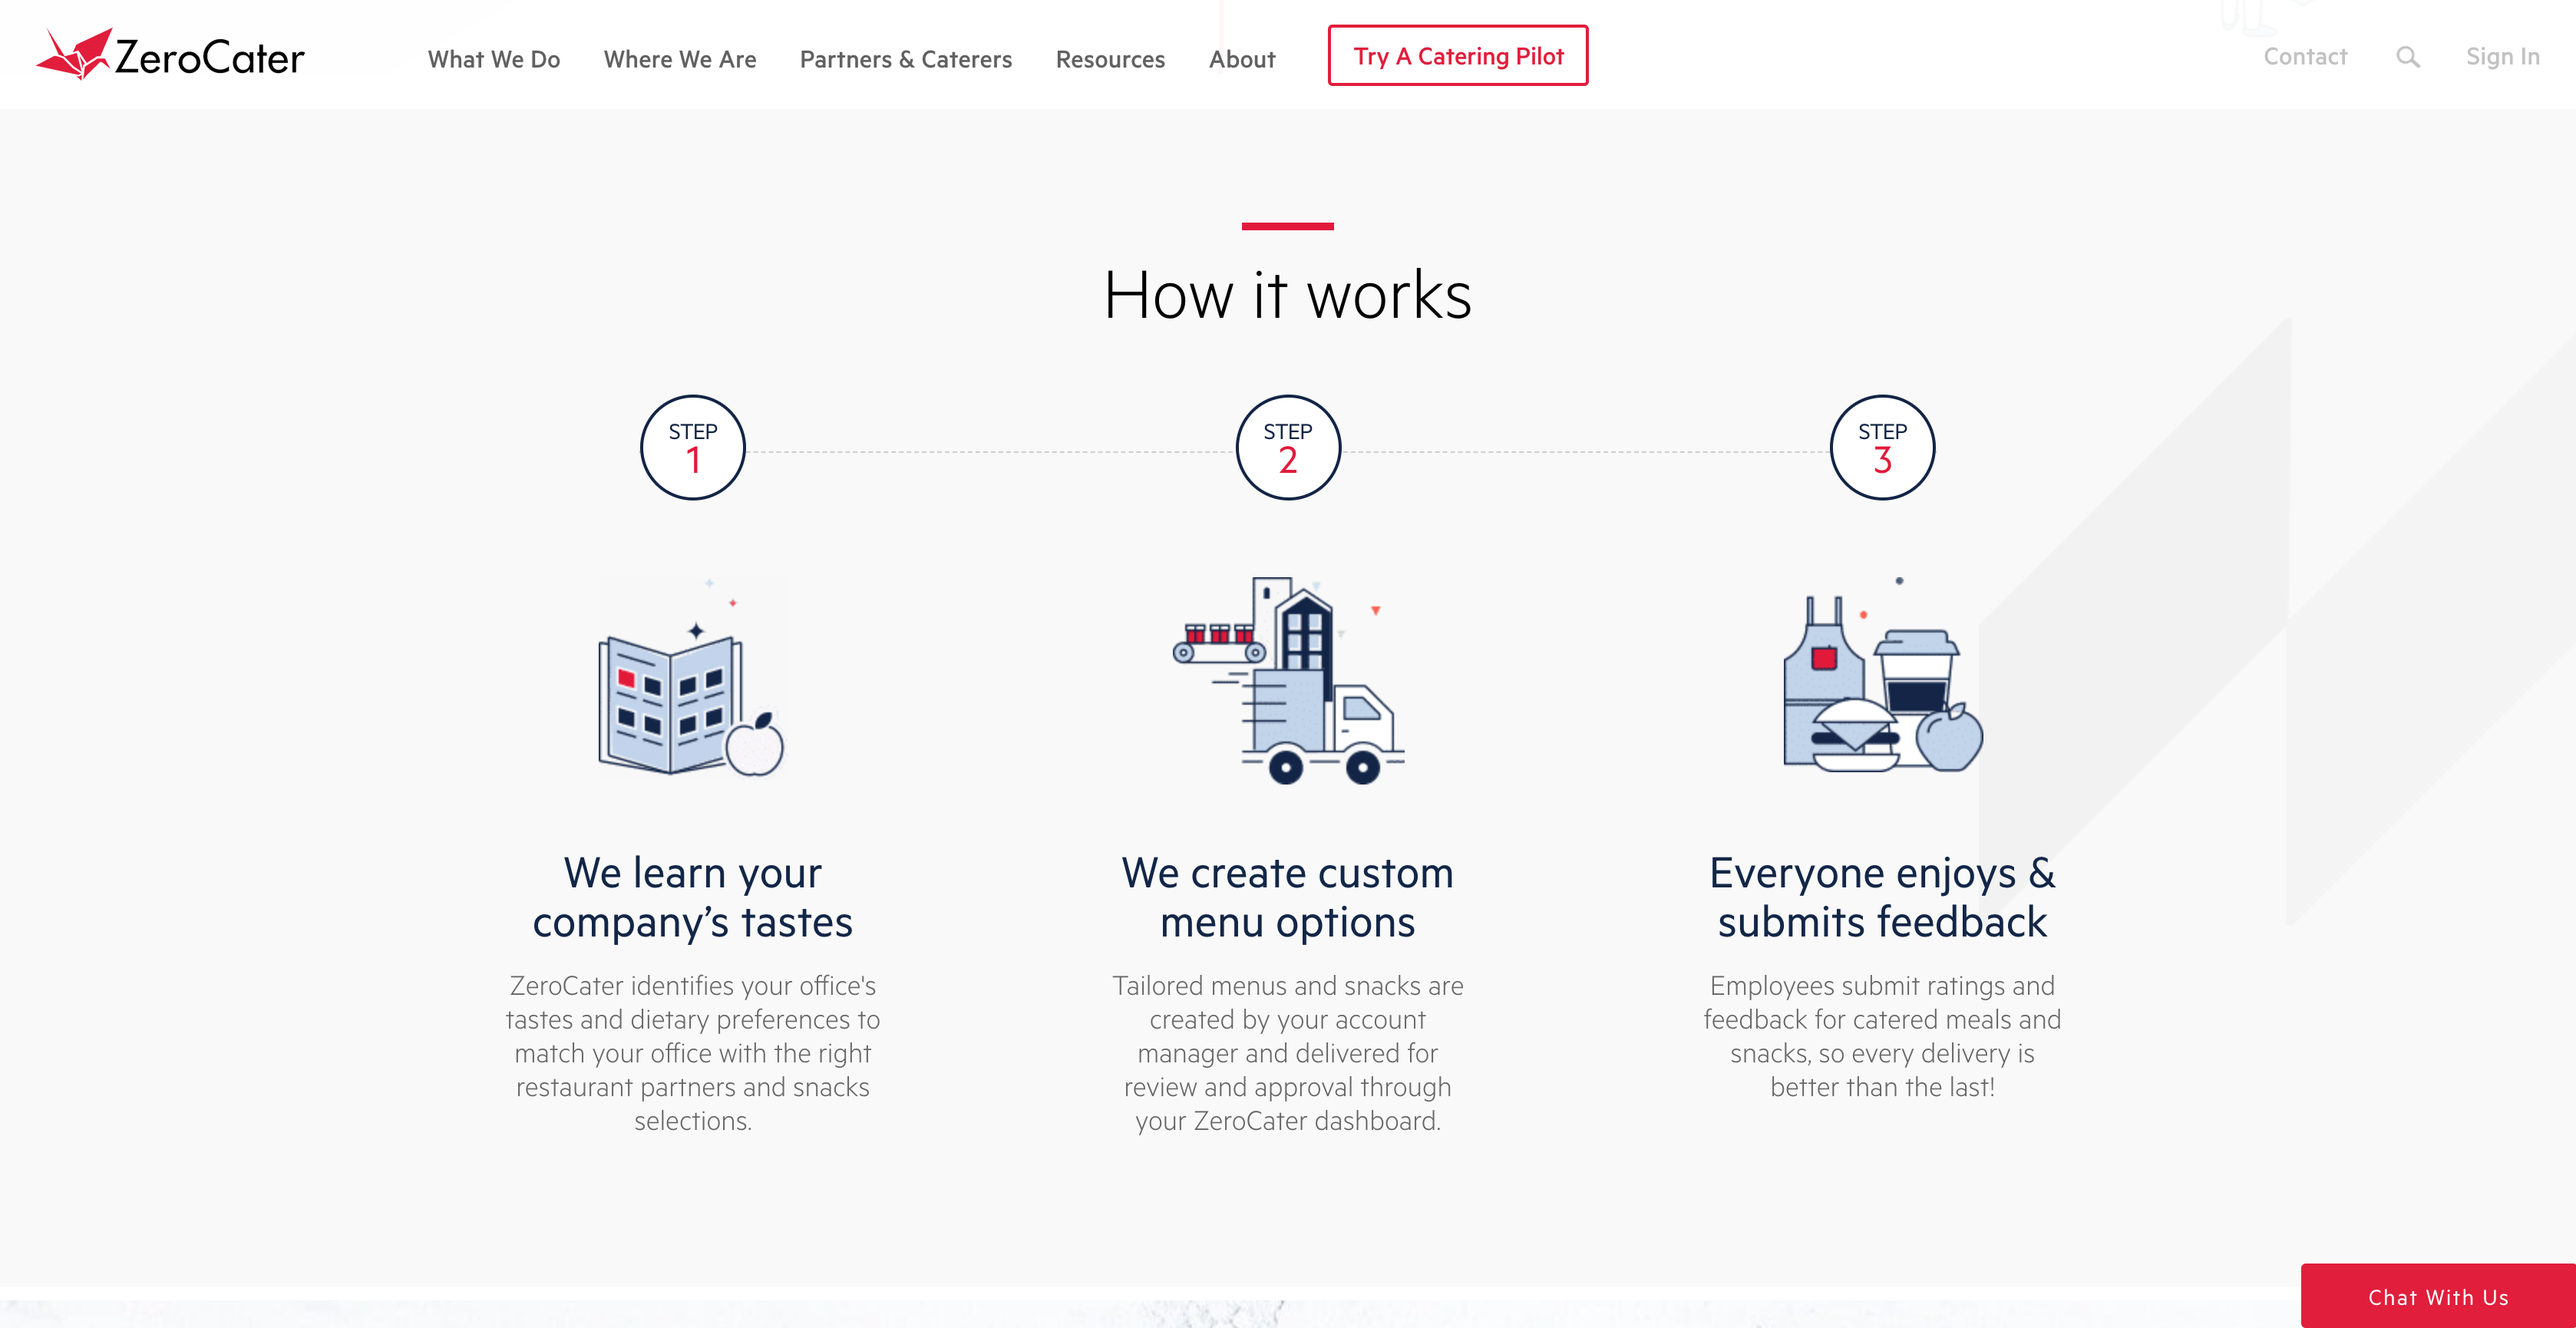 ZeroCater
What We Do
Where We Are
Partners & Caterers
Resources
About
Try A Catering Pilot
Contact
Sign In
How it works
STEP
1
STEP
2
STEP
3
We learn your
company’s tastes
ZeroCater identifies your office's
tastes and dietary preferences to
match your office with the right
restaurant partners and snacks
selections.
We create custom
menu options
Tailored menus and snacks are
created by your account
manager and delivered for
review and approval through
your ZeroCater dashboard.
Everyone enjoys &
submits feedback
Employees submit ratings and
feedback for catered meals and
snacks, so every delivery is
better than the last!
Chat With Us